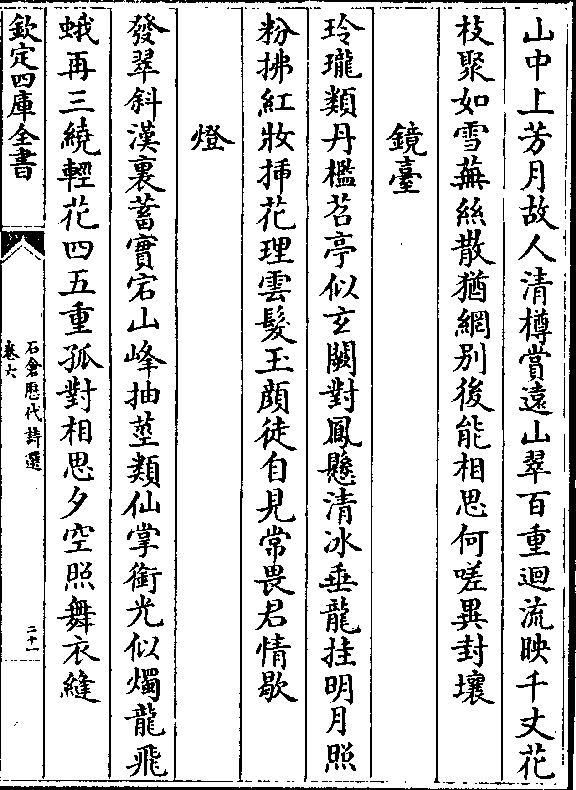 山中上芳月故人清樽賞遠山翠百重迴流映千丈花
枝聚如雪蕪絲散猶網别後能相思何嗟異封壤
鏡臺
玲瓏類丹檻苕亭似玄闕對鳳懸清冰垂龍挂明月照
粉拂紅妝揷花理雲髮玉顔徒自見常畏君情歇
燈
發翠斜漢裏蓄實宕山峰抽莖類仙掌銜光似燭龍飛
蛾再三繞輕花四五重孤對相思夕空照舞衣縫
欽定四庫全書
石倉歷代詩選
卷六
二十一